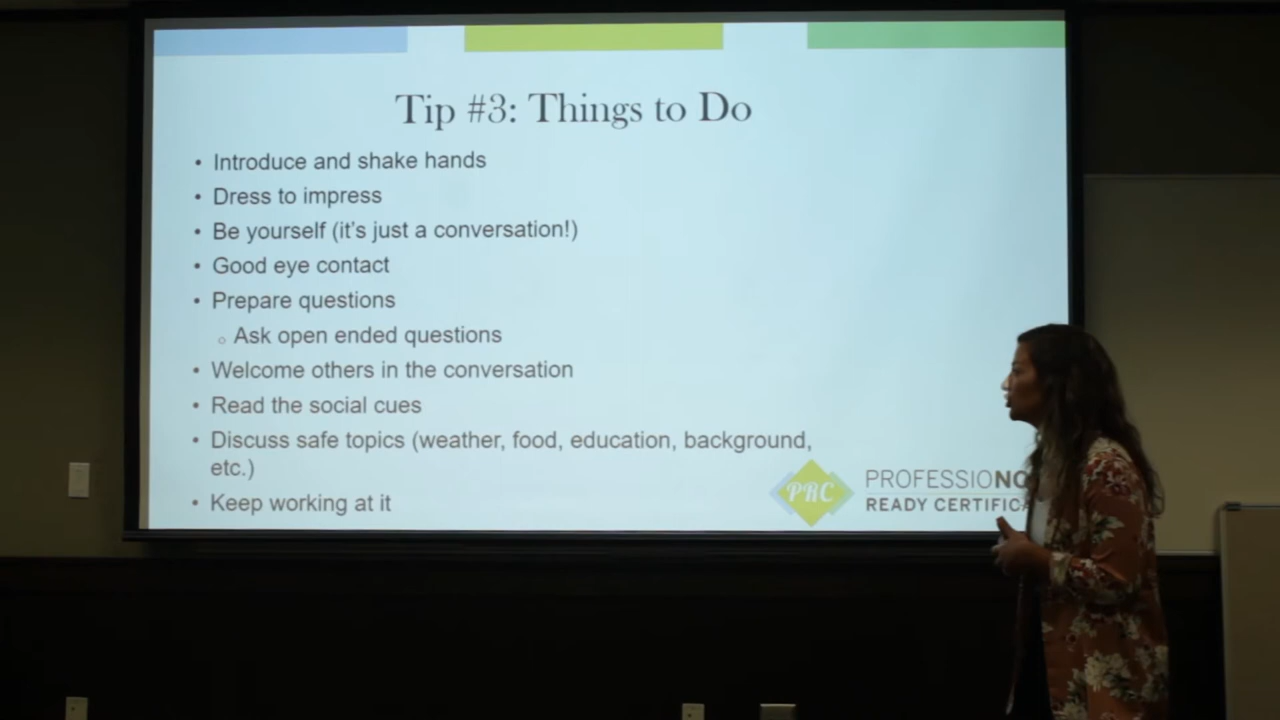 Tip #3: Things to Do
• Introduce and shake hands
• Dress to impress
• Be yourself (it's just a conversation!)
• Good eye contact
• Prepare questions
○ Ask open ended questions
• Welcome others in the conversation
• Read the social cues
• Discuss safe topics (weather, food, education, background,
etc.)
• Keep working at it
PRC
PROFESSIONO
READY CERTIFICA